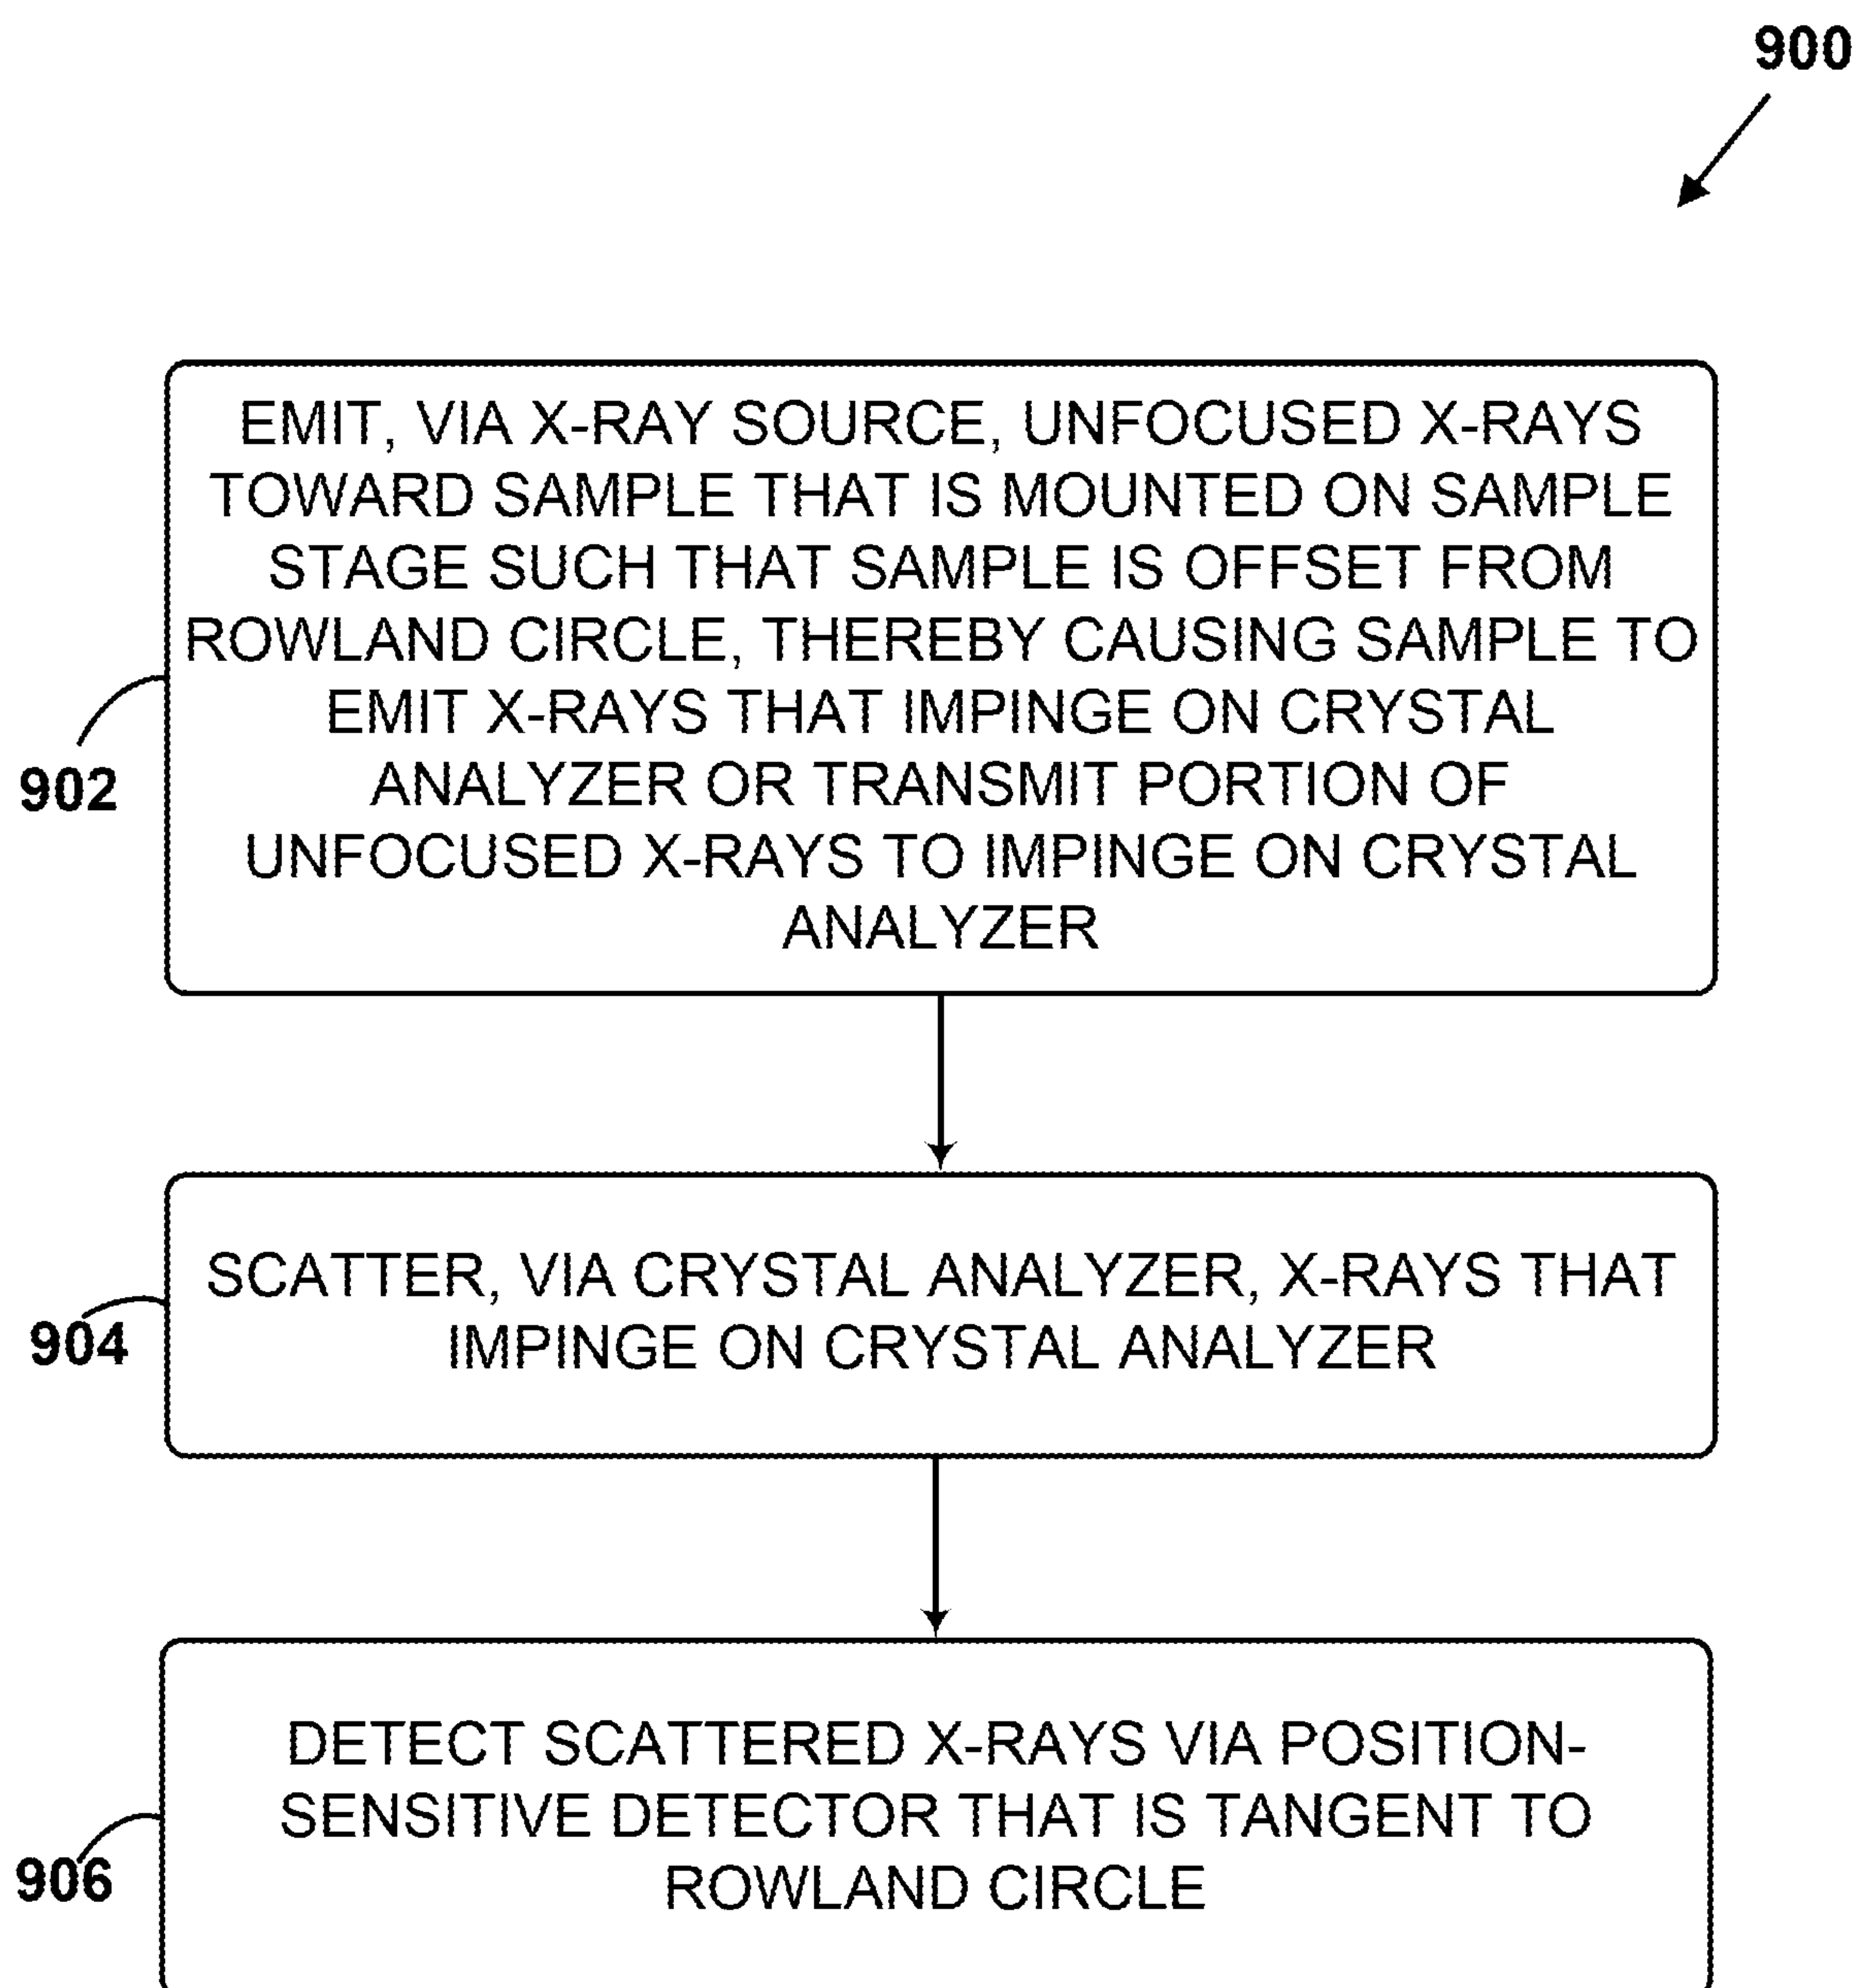 900
EMIT, VIA X-RAY SOURCE, UNFOCUSED X-RAYS
TOWARD SAMPLE THAT IS MOUNTED ON SAMPLE
STAGE SUCH THAT SAMPLE IS OFFSET FROM
ROWLAND CIRCLE, THEREBY CAUSING SAMPLE TO
EMIT X-RAYS THAT IMPINGE ON CRYSTAL
ANALYZER OR TRANSMIT PORTION OF
UNFOCUSED X-RAYS TO IMPINGE ON CRYSTAL
ANALYZER
902
SCATTER, VIA CRYSTAL ANALYZER, X-RAYS THAT
IMPINGE ON CRYSTAL ANALYZER
904
DETECT SCATTERED X-RAYS VIA POSITION-
SENSITIVE DETECTOR THAT IS TANGENT TO
ROWLAND CIRCLE
906